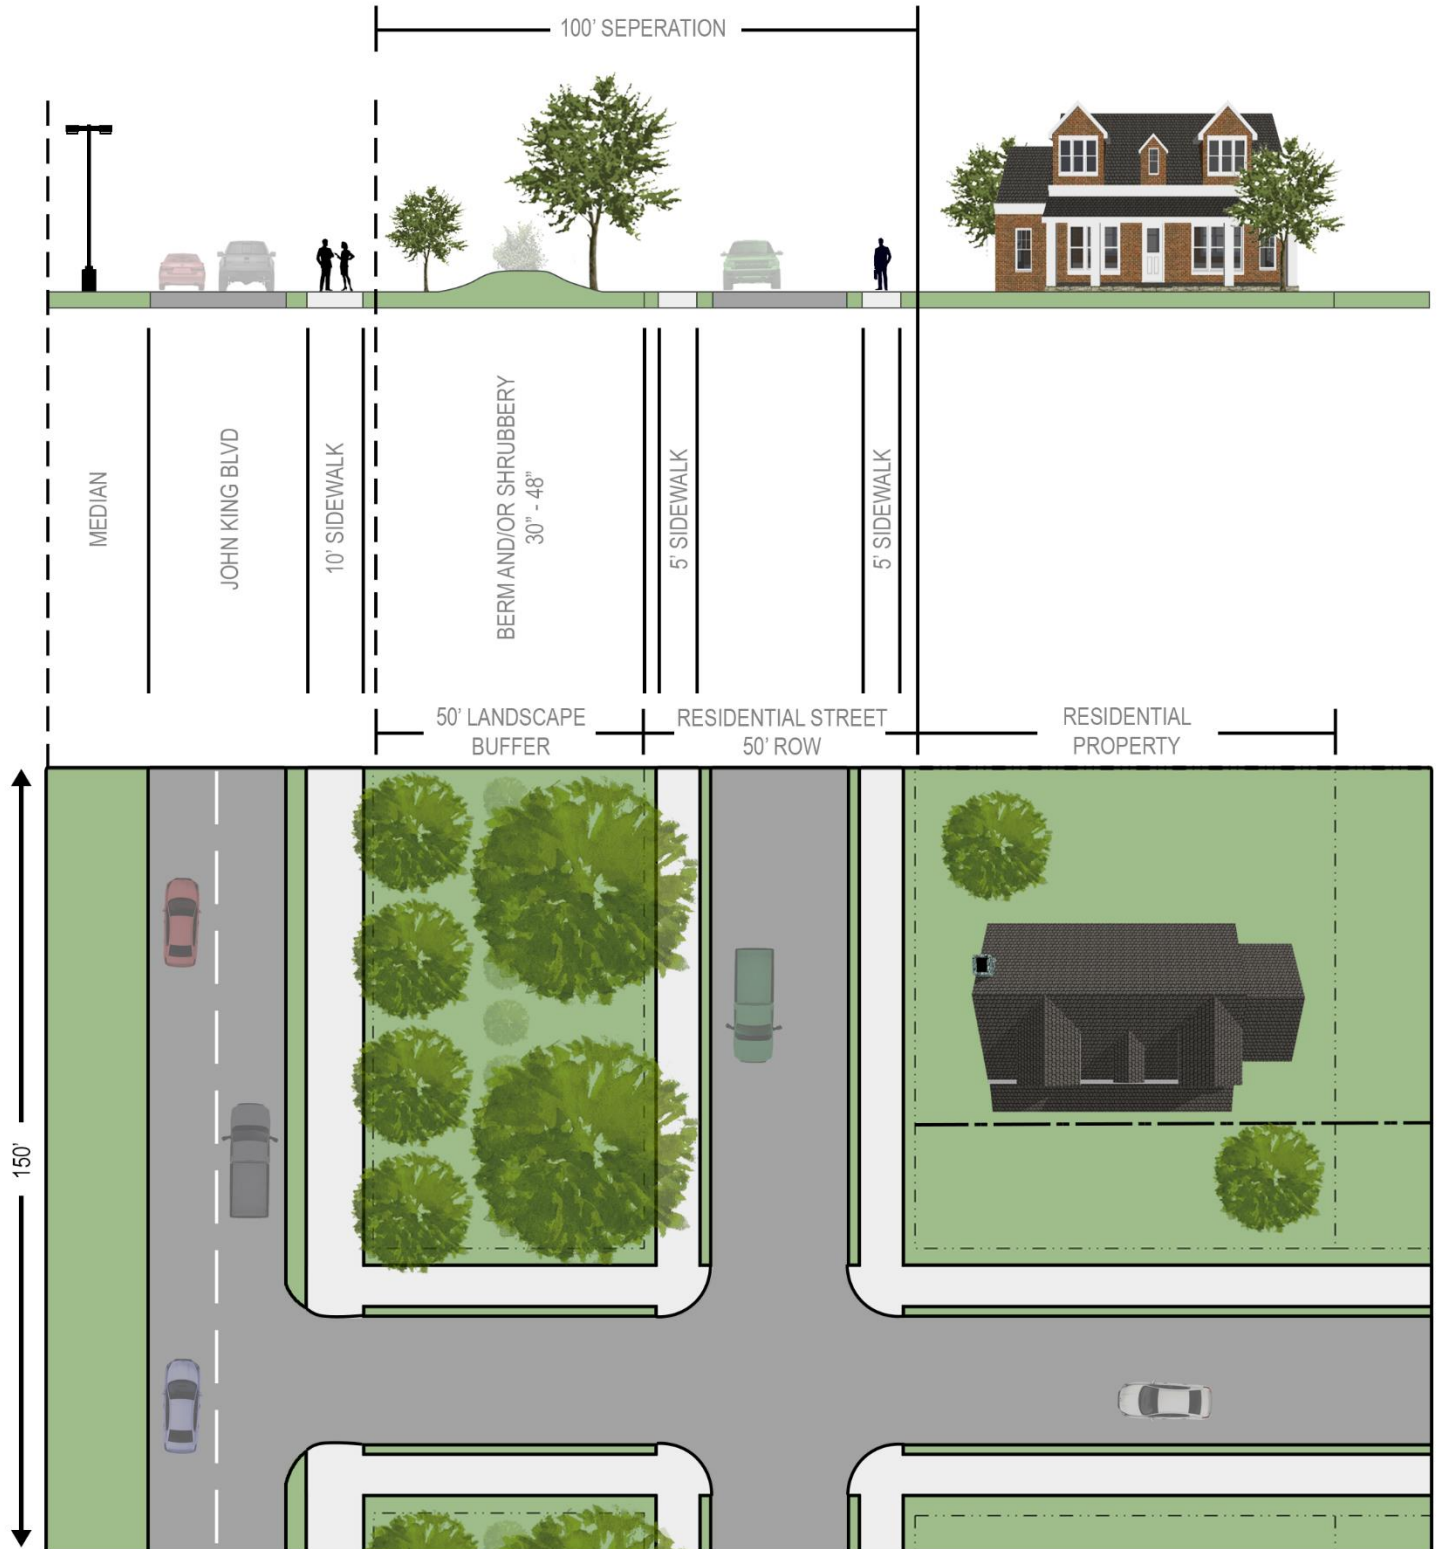 100' SEPERATION
MEDIAN
JOHN KING BLVD
10' SIDEWALK
BERM AND/OR SHRUBBERY
30" - 48"
5' SIDEWALK
5' SIDEWALK
50' LANDSCAPE
BUFFER
RESIDENTIAL STREET
50' ROW
RESIDENTIAL
PROPERTY
150'